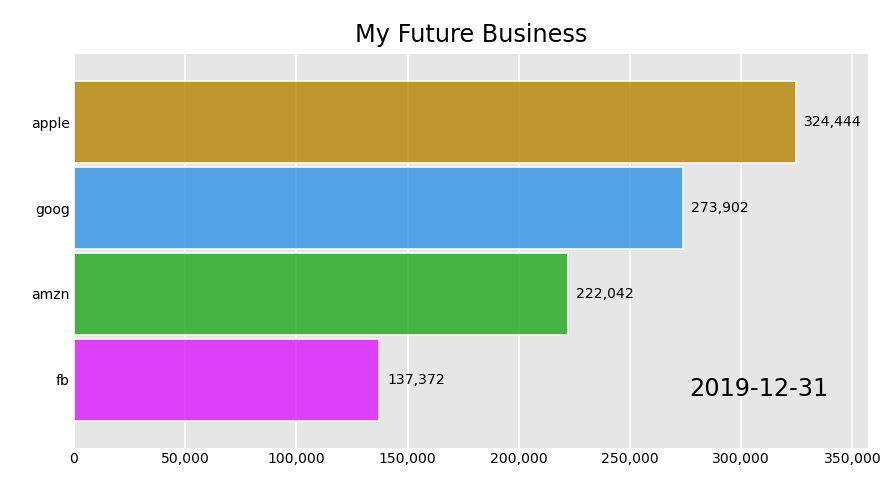 My Future Business
apple
324,444
goog
273,902
amzn
222,042
fb
137,372
2019-12-31
0 50,000 100,000 150,000 200,000 250,000 300,000 350,000